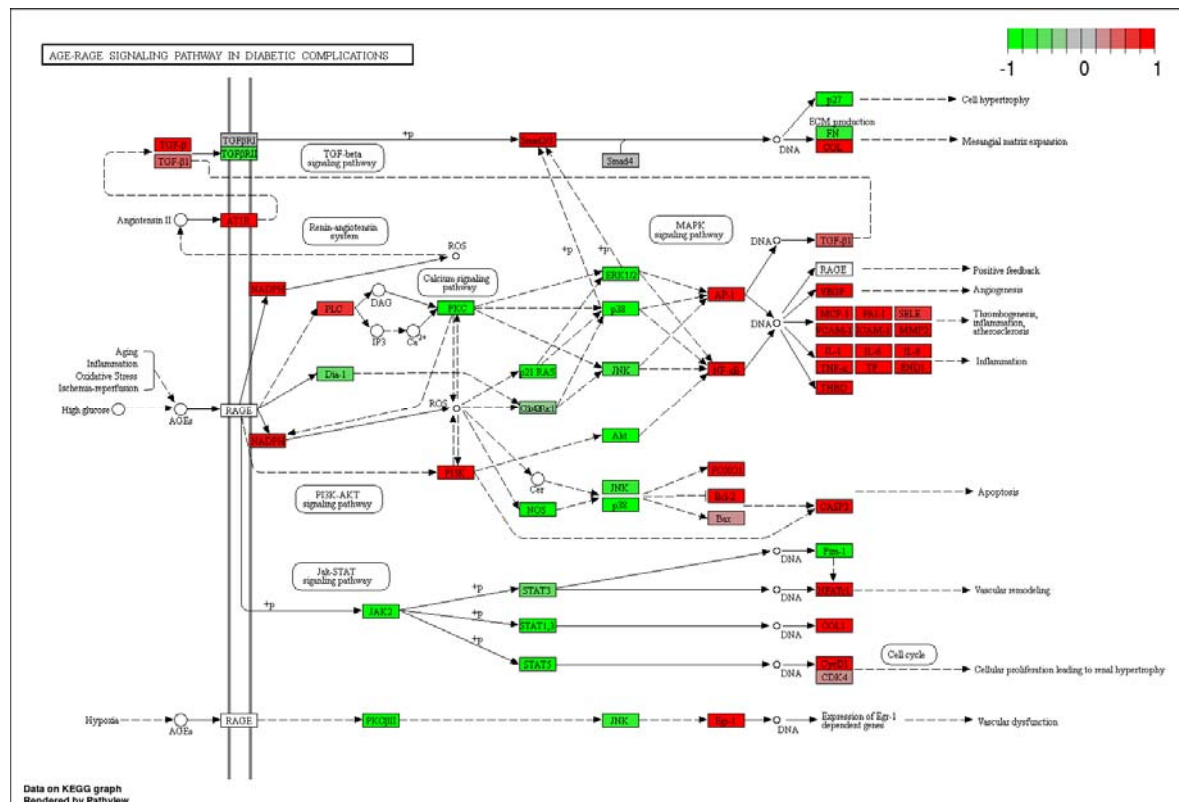 AGE-RAGE SIGNALING PATHWAY IN DIABETIC COMPLICATIONS
-1 0 1
p27
Cell hypertrophy
ECM production
FN
COL
DNA
Mesangial matrix expansion
TGF-β
TGF-β1
TGFβRI
TGFβRII
+p
TGF-beta
signaling pathway
Smad4
Angiotensin II
AT1R
Renin-angiotensin
system
ROS
MAPK
signaling pathway
+p
+p
DNA
TGF-β1
Calcium signaling
pathway
ERK1/2
RAGE
Positive feedback
NADPH
DAG
PLC
PKC
p38
AP-1
VEGF
Angiogenesis
IP3
Ca2+
DNA
MCP-1
PAI-1
SELE
VCAM-1
ICAM-1
MMP2
Thrombogenesis,
inflammation,
atherosclerosis
Aging
Inflammation
Oxidative Stress
Ischemia-reperfusion
Dia-1
p21 RAS
JNK
NF-κB
IL-1
IL-6
IL-8
TNF-α
TF
Inflammation
THBD
High glucose
AGEs
RAGE
ROS
NADPH
Akt
PI3K
Cer
PI3K-AKT
signaling pathway
NOS
JNK
p38
FOXO1
Bcl-2
Bax
CASP3
Apoptosis
DNA
Pim-1
Jak-STAT
signaling pathway
+p
JAK2
+p
STAT3
DNA
Vascular remodeling
+p
STAT1,3
DNA
+p
STAT5
DNA
CycD1
CDK4
Cell cycle
Cellular proliferation leading to renal hypertrophy
Hypoxia
AGEs
RAGE
PKCβII
JNK
Egr-1
DNA
Expression of Egr-1
dependent genes
Vascular dysfunction
Data on KEGG graph
Rendered by Pathview